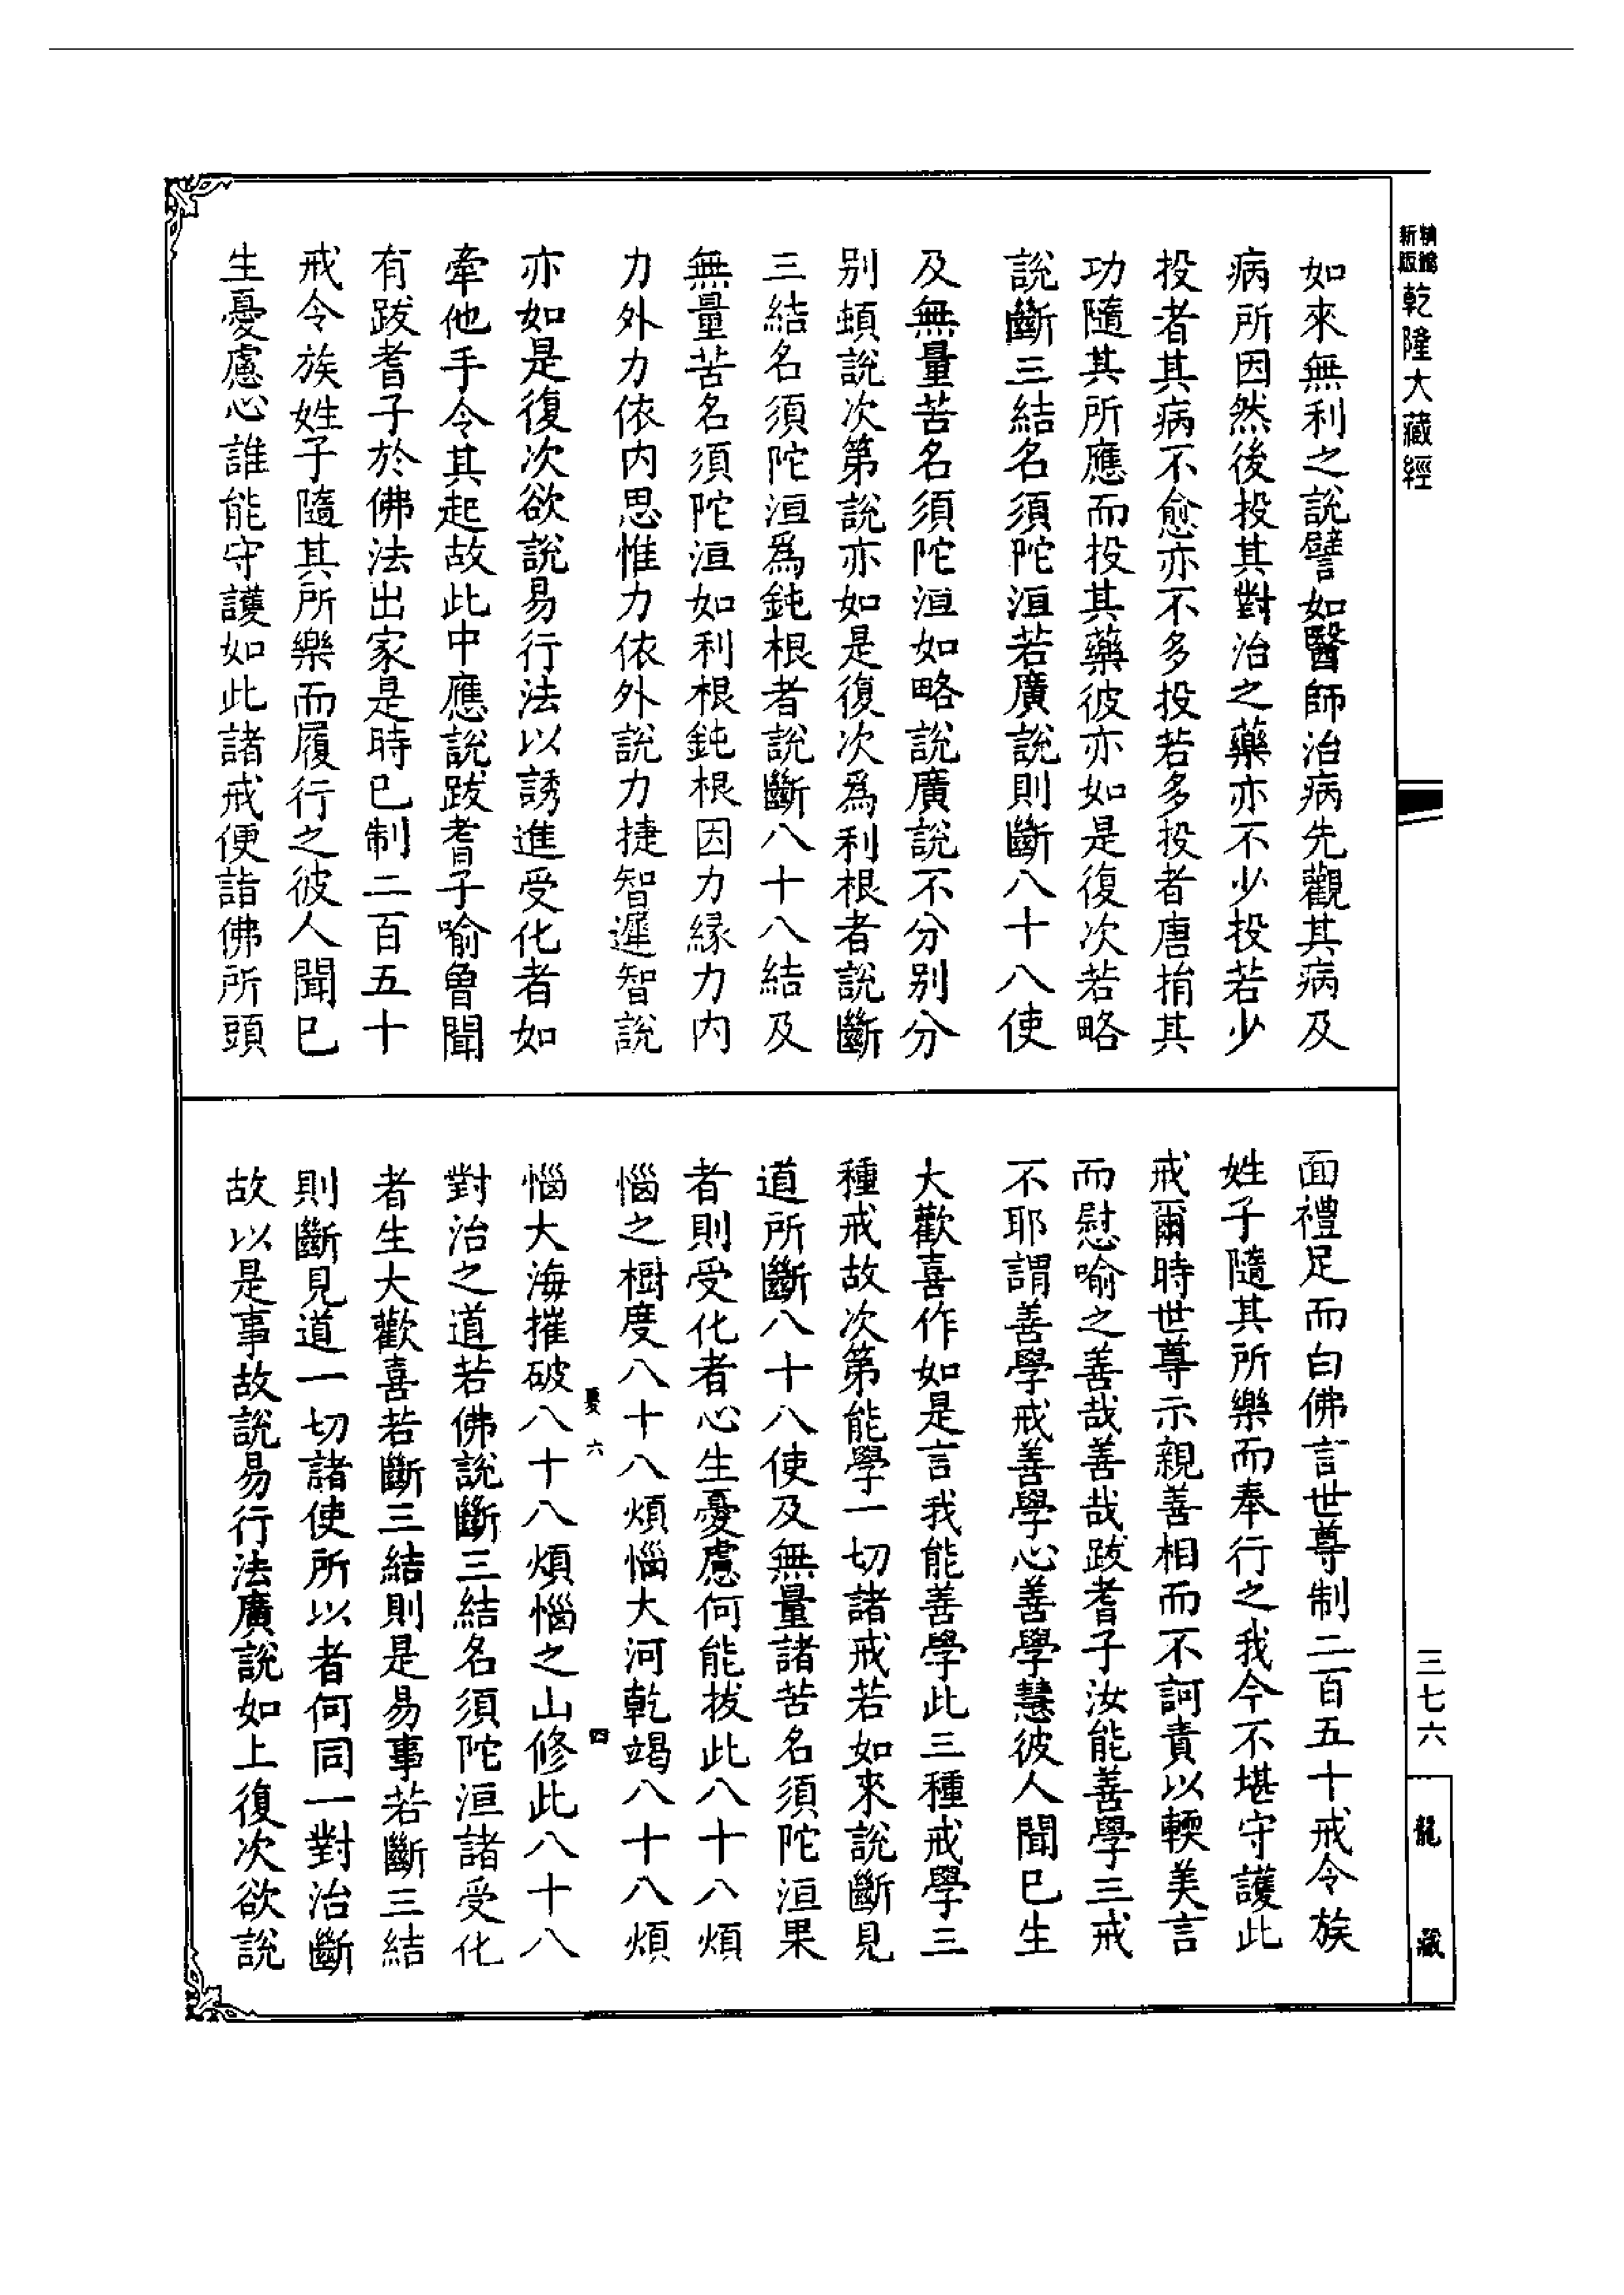 新版
乾隆大藏經
如來無利之說譬如醫師治病先觀其病及
病所因然後投其對治之藥亦不少投若少
投者其病不愈亦不多投若多投者唐捐其
功隨其所應而投其藥彼亦如是復次若略
說斷三結名須陀洹若廣說則斷八十八使
及無量苦名須陀洹如略說廣說不分別分
別頓說次第說亦如是復次爲利根者說斷
三結名須陀洹爲鈍根者說斷八十八結及
無量苦名須陀洹如利根鈍根因力緣力內
力外力依內思惟力依外說力捷智遲智說
亦如是復次欲說易行法以誘進受化者如
牽他手令其起故此中應說跋耆子喻曾聞
有跋耆子於佛法出家是時已制二百五十
戒令族姓子隨其所樂而履行之彼人聞已
生憂慮心誰能守護如此諸戒便詣佛所頭
面禮足而白佛言世尊制二百五十戒令族
姓子隨其所樂而奉行之我今不堪守護此
戒爾時世尊示親善相而不訶責以輭美言
而慰喻之善哉善哉跋耆子汝能善學三戒
不耶謂善學戒善學心善學慧彼人聞已生
大歡喜作如是言我能善學此三種戒學三
種戒故次第能學一切諸戒若如來說斷見
道所斷八十八使及無量諸苦名須陀洹果
者則受化者心生憂慮何能拔此八十八煩
惱之樹度八十八煩惱大河乾竭八十八煩
惱大海摧破八十八煩惱之山修此八十八
對治之道若佛說斷三結名須陀洹諸受化
者生大歡喜若斷三結則是易事若斷三結
則斷見道一切諸使所以者何同一對治斷
故以是事故說易行法廣說如上復次欲說
六
四
三七六
龍藏